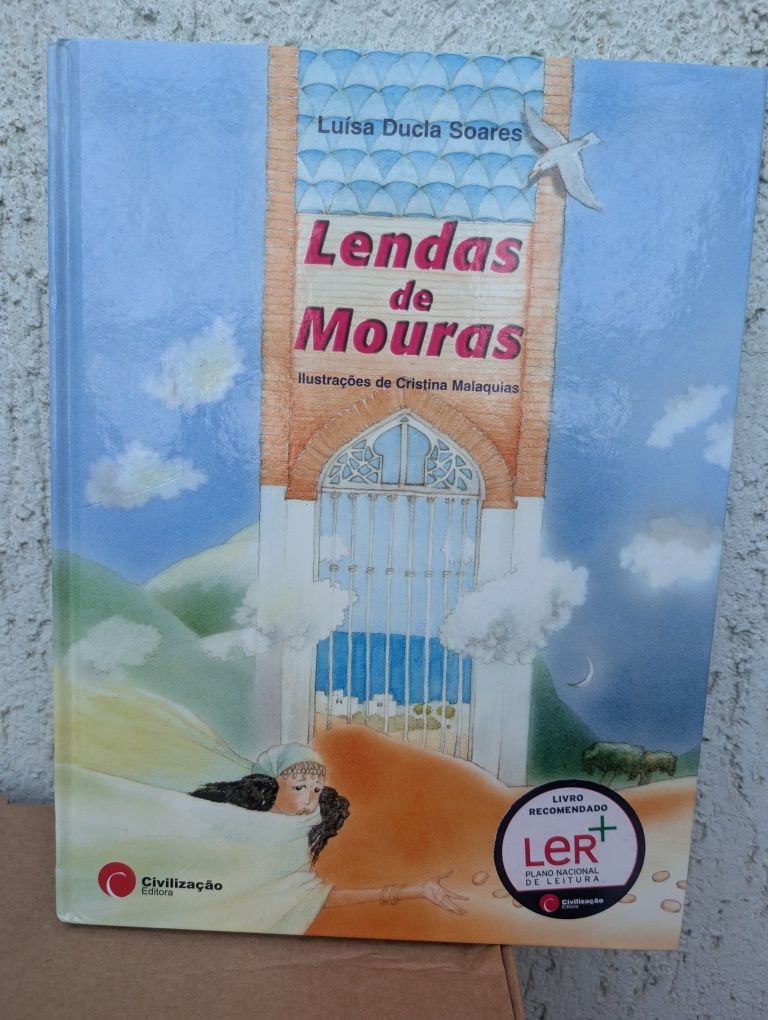 Luísa Ducla Soares
Lendas
de
Mouras
Ilustrações de Cristina Malaquias
Civilização
Editora
LIVRO
RECOMENDADO
LeR+
PLANO NACIONAL
DE LEITURA
Civilização
Editora